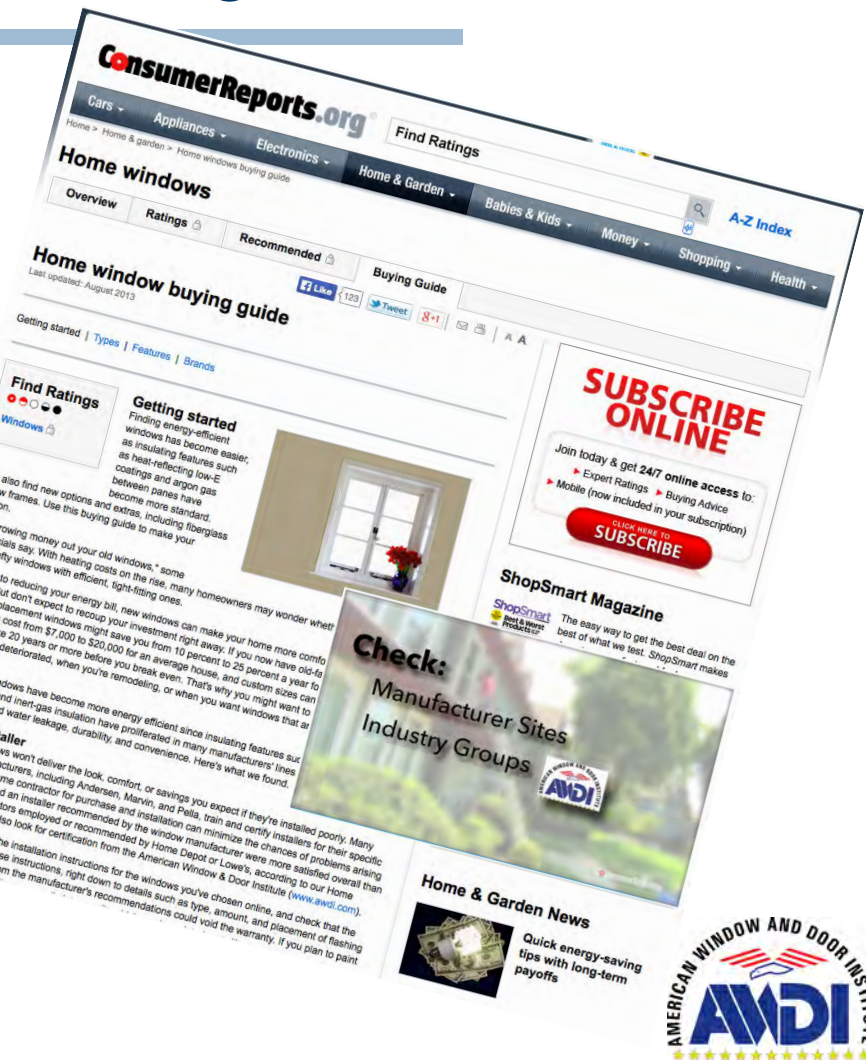 ConsumerReports.org®
Find Ratings
A-Z Index
Cars
Appliances
Electronics
Home & Garden
Babies & Kids
Money
Shopping
Health
Home > Home & garden > Home windows buying guide
Home windows
Overview
Ratings
Recommended
Buying Guide
Home window buying guide
Last updated: August 2013
Like
123
Tweet
+1
A A
Getting started | Types | Features | Brands
Find Ratings
Windows
Getting started
Finding energy-efficient
windows has become easier,
as insulating features such
as heat-reflecting low-E
coatings and argon gas
between panes have
become more standard.
also find new options and extras, including fiberglass
frames. Use this buying guide to make your
rowing money out your old windows," some
ials say. With heating costs on the rise, many homeowners may wonder wheth
fty windows with efficient, tight-fitting ones.
to reducing your energy bill, new windows can make your home more comfo
ut don't expect to recoup your investment right away. If you now have old-fa
placement windows might save you from 10 percent to 25 percent a year fo
cost from $7,000 to $20,000 for an average house, and custom sizes can
e 20 years or more before you break even. That's why you might want to
deteriorated, when you're remodeling, or when you want windows that ar
ndows have become more energy efficient since insulating features suc
nd inert-gas insulation have proliferated in many manufacturers' lines
d water leakage, durability, and convenience. Here's what we found.
aller
ws won't deliver the look, comfort, or savings you expect if they're installed poorly. Many
acturers, including Andersen, Marvin, and Pella, train and certify installers for their specific
me contractor for purchase and installation can minimize the chances of problems arising
d an installer recommended by the window manufacturer were more satisfied overall than
tors employed or recommended by Home Depot or Lowe's, according to our Home
lso look for certification from the American Window & Door Institute (www.awdi.com).
he installation instructions for the windows you've chosen online, and check that the
se instructions, right down to details such as type, amount, and placement of flashing
om the manufacturer's recommendations could void the warranty. If you plan to paint
SUBSCRIBE
ONLINE
Join today & get 24/7 online access to:
Expert Ratings
Buying Advice
Mobile (now included in your subscription)
CLICK HERE TO
SUBSCRIBE
ShopSmart Magazine
ShopSmart
Best & Worst
Products
The easy way to get the best deal on the
best of what we test. ShopSmart makes
Check:
Manufacturer Sites
Industry Groups
AMERICAN WINDOW AND DOOR INSTITUTE
AWDI
Home & Garden News
Quick energy-saving
tips with long-term
payoffs
AMERICAN WINDOW AND DOOR INSTITUTE
AWDI